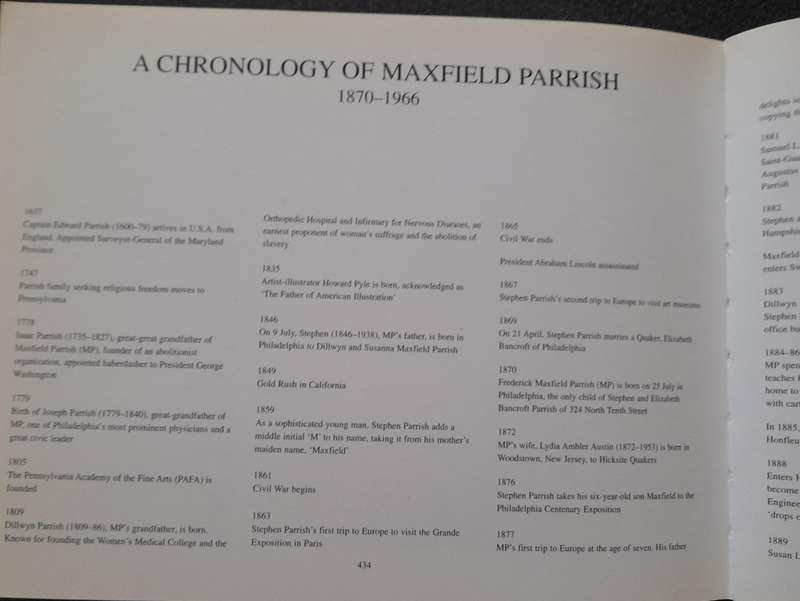 A CHRONOLOGY OF MAXFIELD PARRISH
1870–1966
1637
Captain Edward Parrish (1600–79) arrives in U.S.A. from
England. Appointed Surveyor-General of the Maryland
Province
1747
Parrish family seeking religious freedom moves to
Pennsylvania
1778
Isaac Parrish (1735–1827), great-great grandfather of
Maxfield Parrish (MP), founder of an abolitionist
organization, appointed haberdasher to President George
Washington
1779
Birth of Joseph Parrish (1779–1840), great-grandfather of
MP, one of Philadelphia's most prominent physicians and a
great civic leader
1805
The Pennsylvania Academy of the Fine Arts (PAFA) is
founded
1809
Dillwyn Parrish (1809–86), MP's grandfather, is born.
Known for founding the Women's Medical College and the
Orthopedic Hospital and Infirmary for Nervous Diseases, an
earnest proponent of woman's suffrage and the abolition of
slavery
1835
Artist-illustrator Howard Pyle is born, acknowledged as
'The Father of American Illustration'
1846
On 9 July, Stephen (1846–1938), MP's father, is born in
Philadelphia to Dillwyn and Susanna Maxfield Parrish
1849
Gold Rush in California
1859
As a sophisticated young man, Stephen Parrish adds a
middle initial 'M' to his name, taking it from his mother's
maiden name, 'Maxfield'
1861
Civil War begins
1863
Stephen Parrish's first trip to Europe to visit the Grande
Exposition in Paris
1865
Civil War ends
President Abraham Lincoln assassinated
1867
Stephen Parrish's second trip to Europe to visit art museums
1869
On 21 April, Stephen Parrish marries a Quaker, Elizabeth
Bancroft of Philadelphia
1870
Frederick Maxfield Parrish (MP) is born on 25 July in
Philadelphia, the only child of Stephen and Elizabeth
Bancroft Parrish of 324 North Tenth Street
1872
MP's wife, Lydia Ambler Austin (1872–1953) is born in
Woodstown, New Jersey, to Hicksite Quakers
1876
Stephen Parrish takes his six-year-old son Maxfield to the
Philadelphia Centenary Exposition
1877
MP's first trip to Europe at the age of seven. His father
434
delights in
copying
1881
Samuel L.
Augustus
Parrish
1882
Stephen
Maxfield
enters
1883
Dillwyn
Stephen
office
1884–86
MP
teaches
home to
with
In 1885,
1888
Enters
become
'drops
1889
Susan